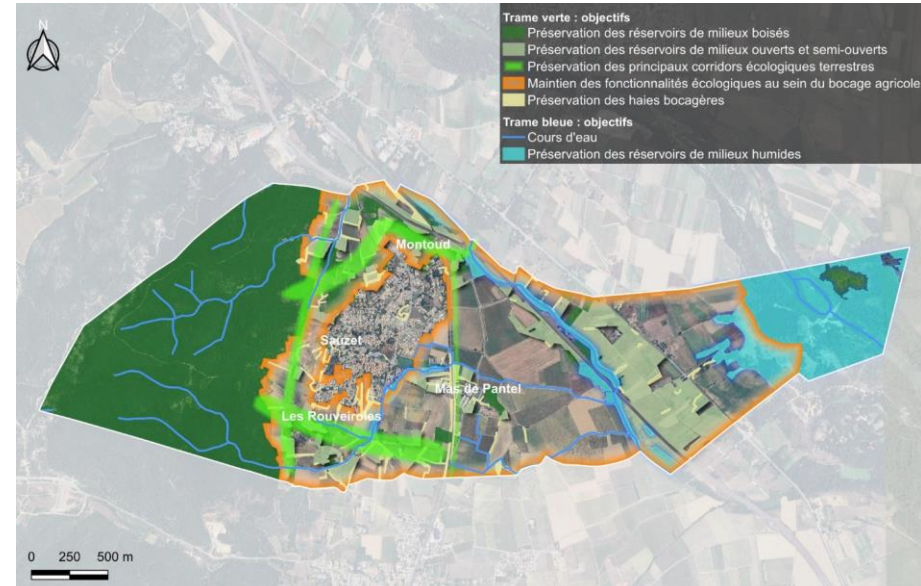 N
Trame verte : objectifs
Préservation des réservoirs de milieux boisés
Préservation des réservoirs de milieux ouverts et semi-ouverts
Préservation des principaux corridors écologiques terrestres
Maintien des fonctionnalités écologiques au sein du bocage agricole
Préservation des haies bocagères
Trame bleue : objectifs
Cours d'eau
Préservation des réservoirs de milieux humides
Montoud
Sauzet
Mas de Pantel
Les Rouveiroles
0 250 500 m